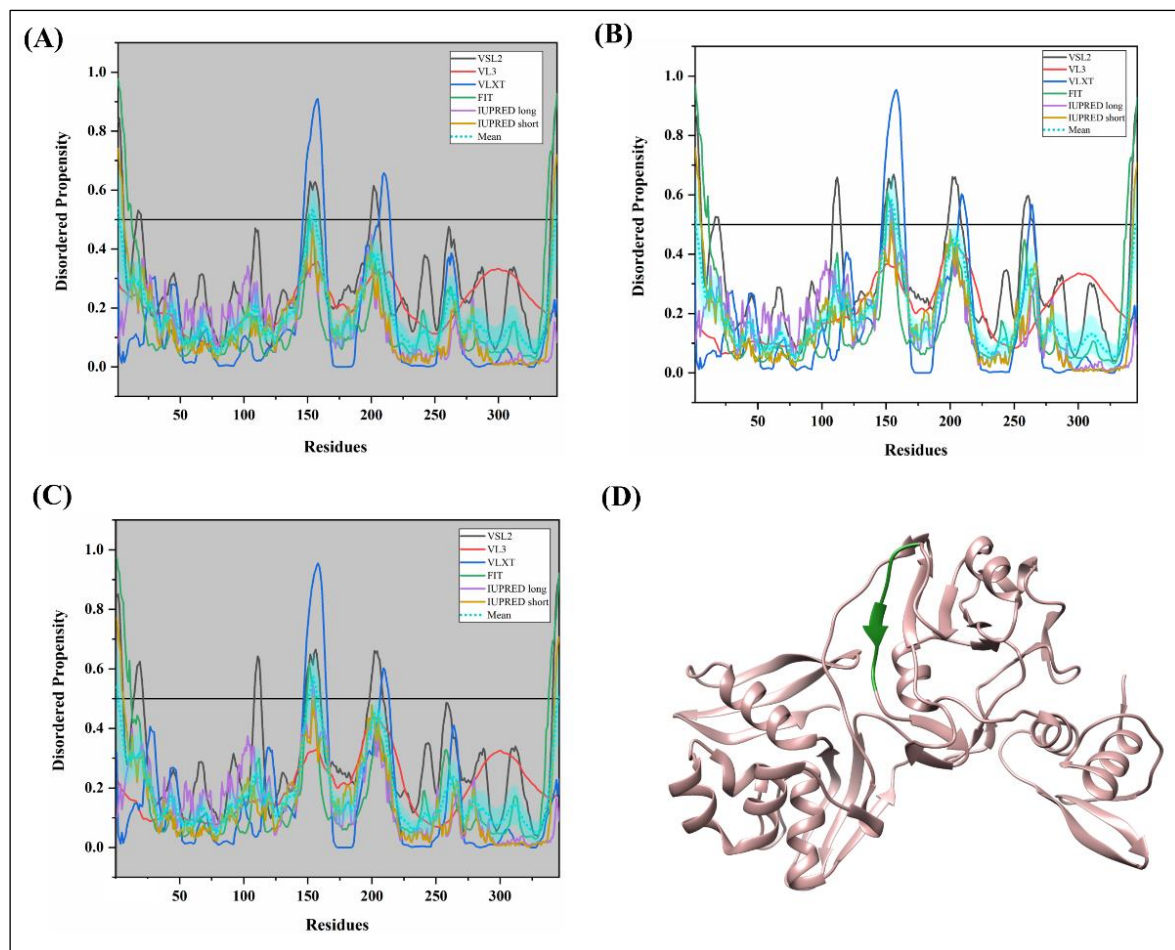 (A)
Disordered Propensity
1.0
0.8
0.6
0.4
0.2
0.0
50
100
150
200
250
300
Residues
VSL2
VL3
VLXT
FIT
IUPRED long
IUPRED short
Mean
(B)
Disordered Propensity
1.0
0.8
0.6
0.4
0.2
0.0
50
100
150
200
250
300
Residues
VSL2
VL3
VLXT
FIT
IUPRED long
IUPRED short
Mean
(C)
Disordered Propensity
1.0
0.8
0.6
0.4
0.2
0.0
50
100
150
200
250
300
Residues
VSL2
VL3
VLXT
FIT
IUPRED long
IUPRED short
Mean
(D)